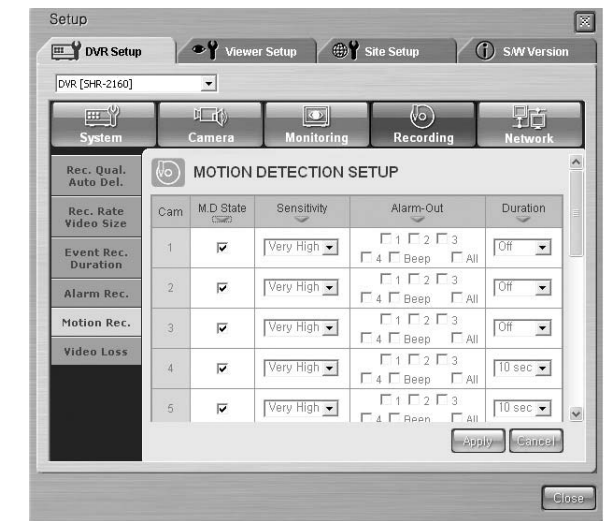 Setup
DVR Setup Viewer Setup Site Setup S/W Version
DVR [SHR-2160]
System Camera Monitoring Recording Network
Rec. Qual.
Auto Del.
Rec. Rate
Video Size
Event Rec.
Duration
Alarm Rec.
Motion Rec.
Video Loss
MOTION DETECTION SETUP
Cam M.D State Sensitivity Alarm-Out Duration
1 Very High 1 2 3 Off
4 Beep All
2 Very High 1 2 3 Off
4 Beep All
3 Very High 1 2 3 Off
4 Beep All
4 Very High 1 2 3 10 sec
4 Beep All
5 Very High 1 2 3 10 sec
4 Beep All
Apply Cancel
Close